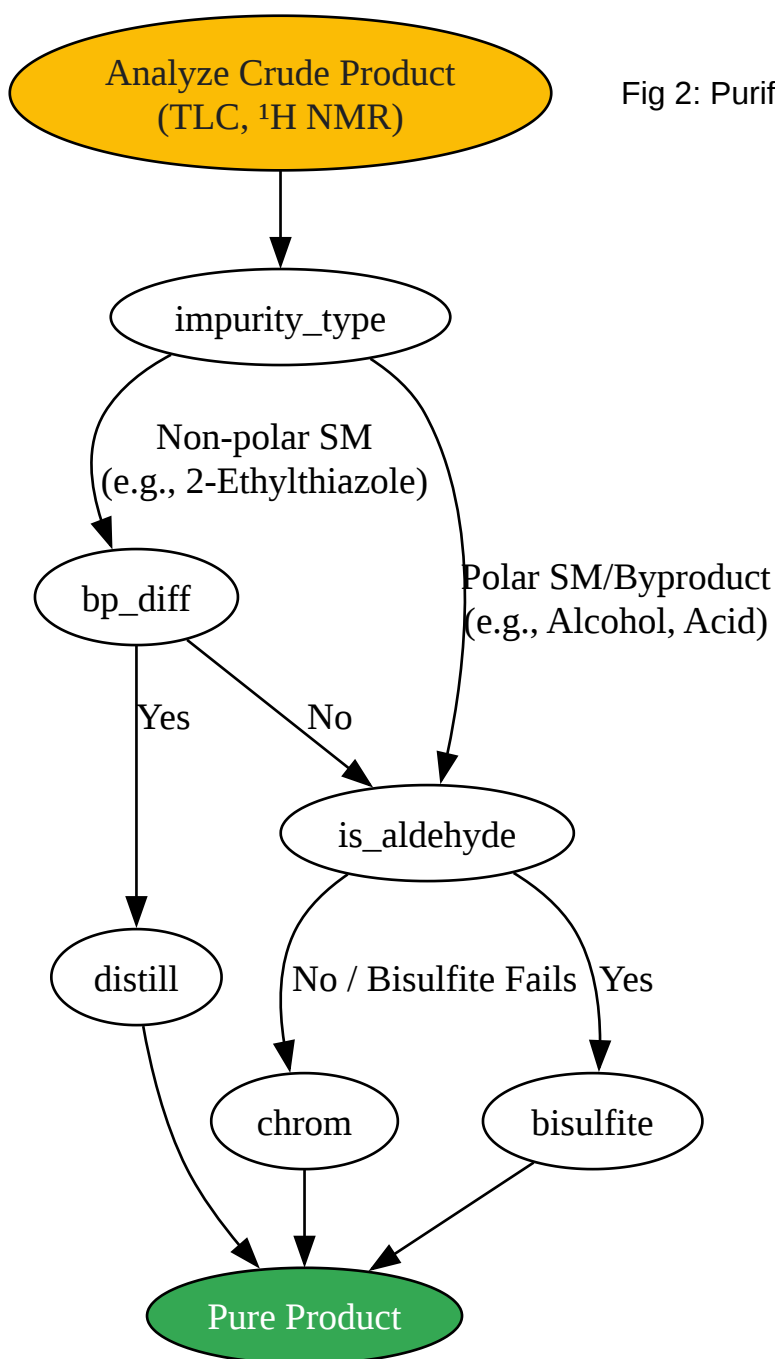 Analyze Crude Product
(TLC, ¹H NMR)
Fig 2: Purif
impurity_type
Non-polar SM
(e.g., 2-Ethylthiazole)
Polar SM/Byproduct
(e.g., Alcohol, Acid)
bp_diff
Yes
No
is_aldehyde
distill
No / Bisulfite Fails
Yes
chrom
bisulfite
Pure Product